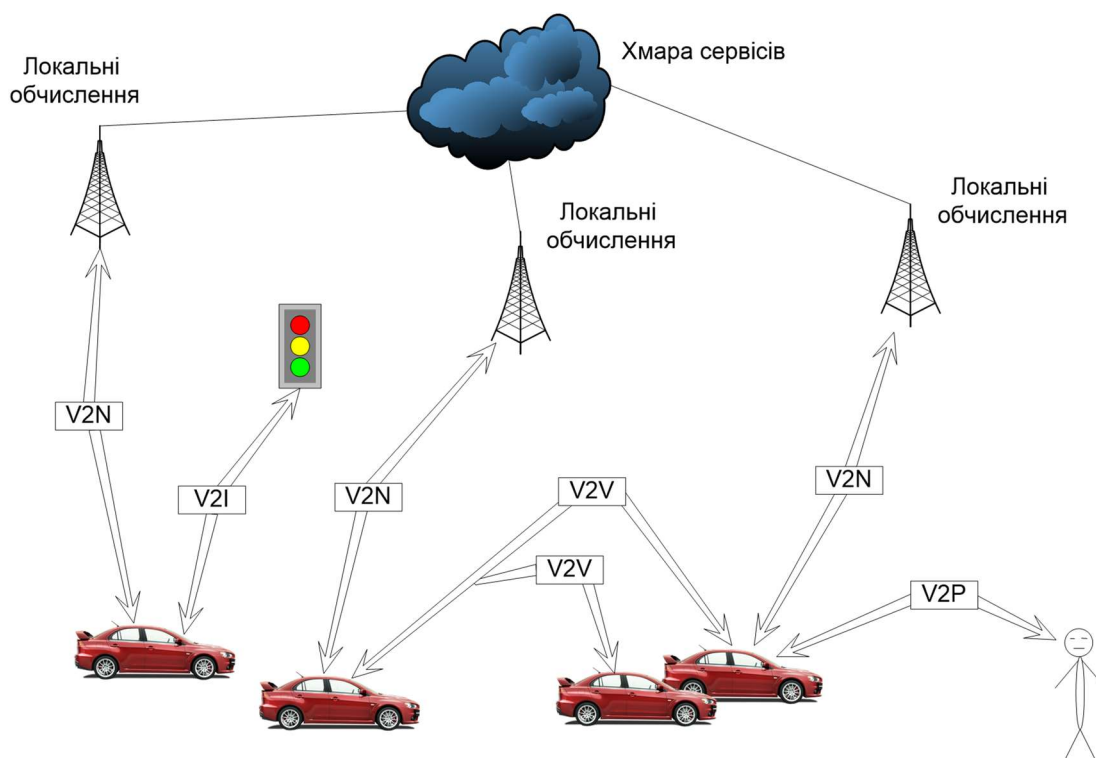 Хмара сервісів
Локальні
обчислення
Локальні
обчислення
Локальні
обчислення
V2N
V2I
V2N
V2V
V2N
V2V
V2P